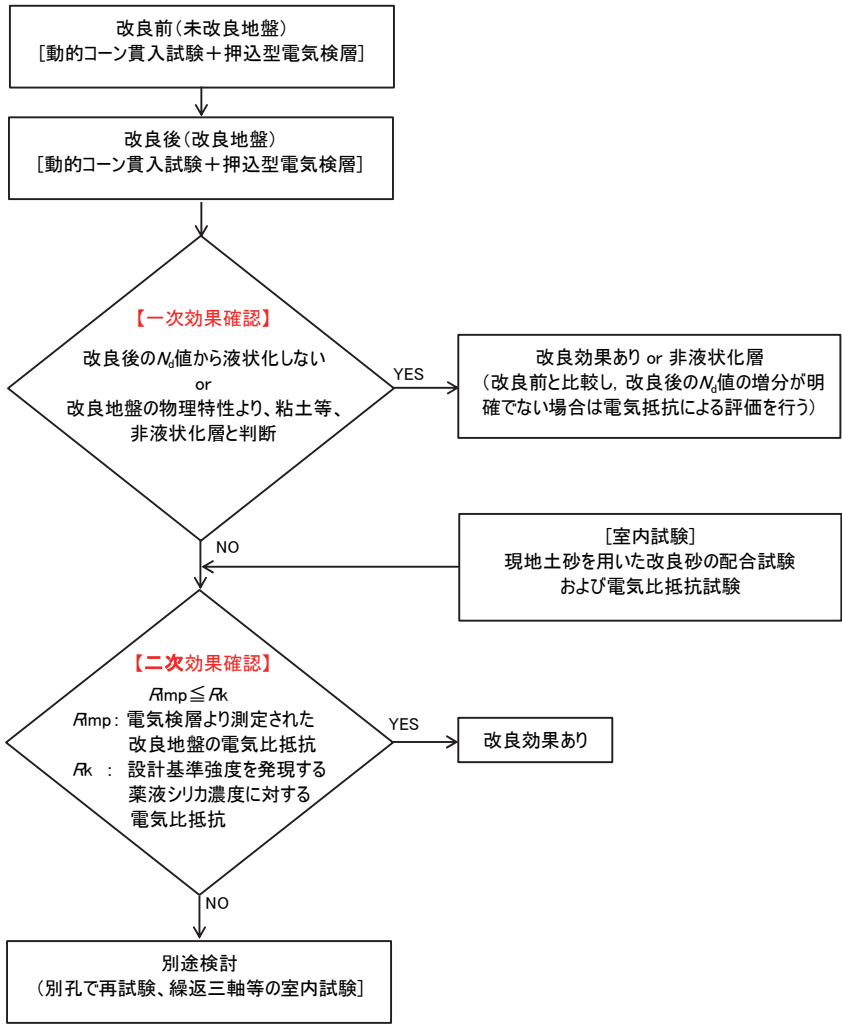 改良前(未改良地盤)
[動的コーン貫入試験+押込型電気検層]
改良後(改良地盤)
[動的コーン貫入試験+押込型電気検層]
【一次効果確認】
改良後のNd値から液状化しない
or
改良地盤の物理特性より、粘土等、
非液状化層と判断
YES
改良効果あり or 非液状化層
(改良前と比較し,改良後のNd値の増分が明
確でない場合は電気抵抗による評価を行う)
NO
[室内試験]
現地土砂を用いた改良砂の配合試験
および電気比抵抗試験
【二次効果確認】
RImp≦Rk
RImp: 電気検層より測定された
改良地盤の電気比抵抗
Rk : 設計基準強度を発現する
薬液シリカ濃度に対する
電気比抵抗
YES
改良効果あり
NO
別途検討
(別孔で再試験、繰返三軸等の室内試験]